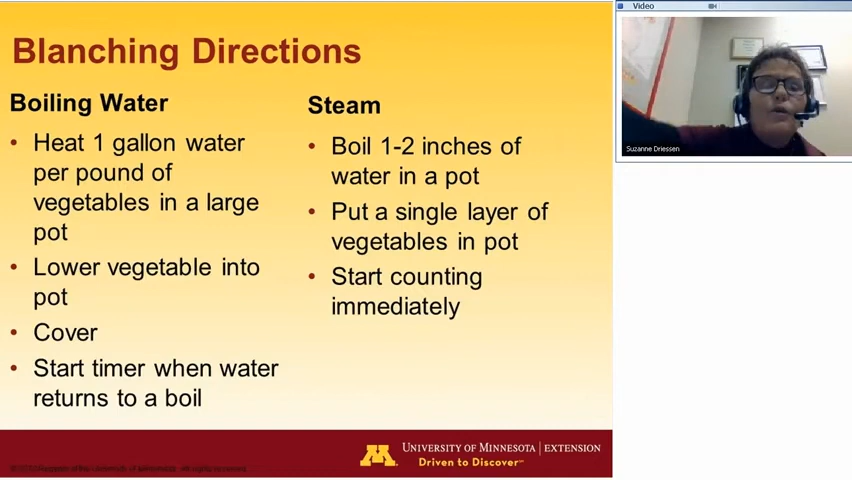 Blanching Directions
Boiling Water
• Heat 1 gallon water
per pound of
vegetables in a large
pot
• Lower vegetable into
pot
• Cover
• Start timer when water
returns to a boil
Steam
• Boil 1-2 inches of
water in a pot
• Put a single layer of
vegetables in pot
• Start counting
immediately
UNIVERSITY OF MINNESOTA | EXTENSION
Driven to Discover℠
Video
Suzanne Driessen